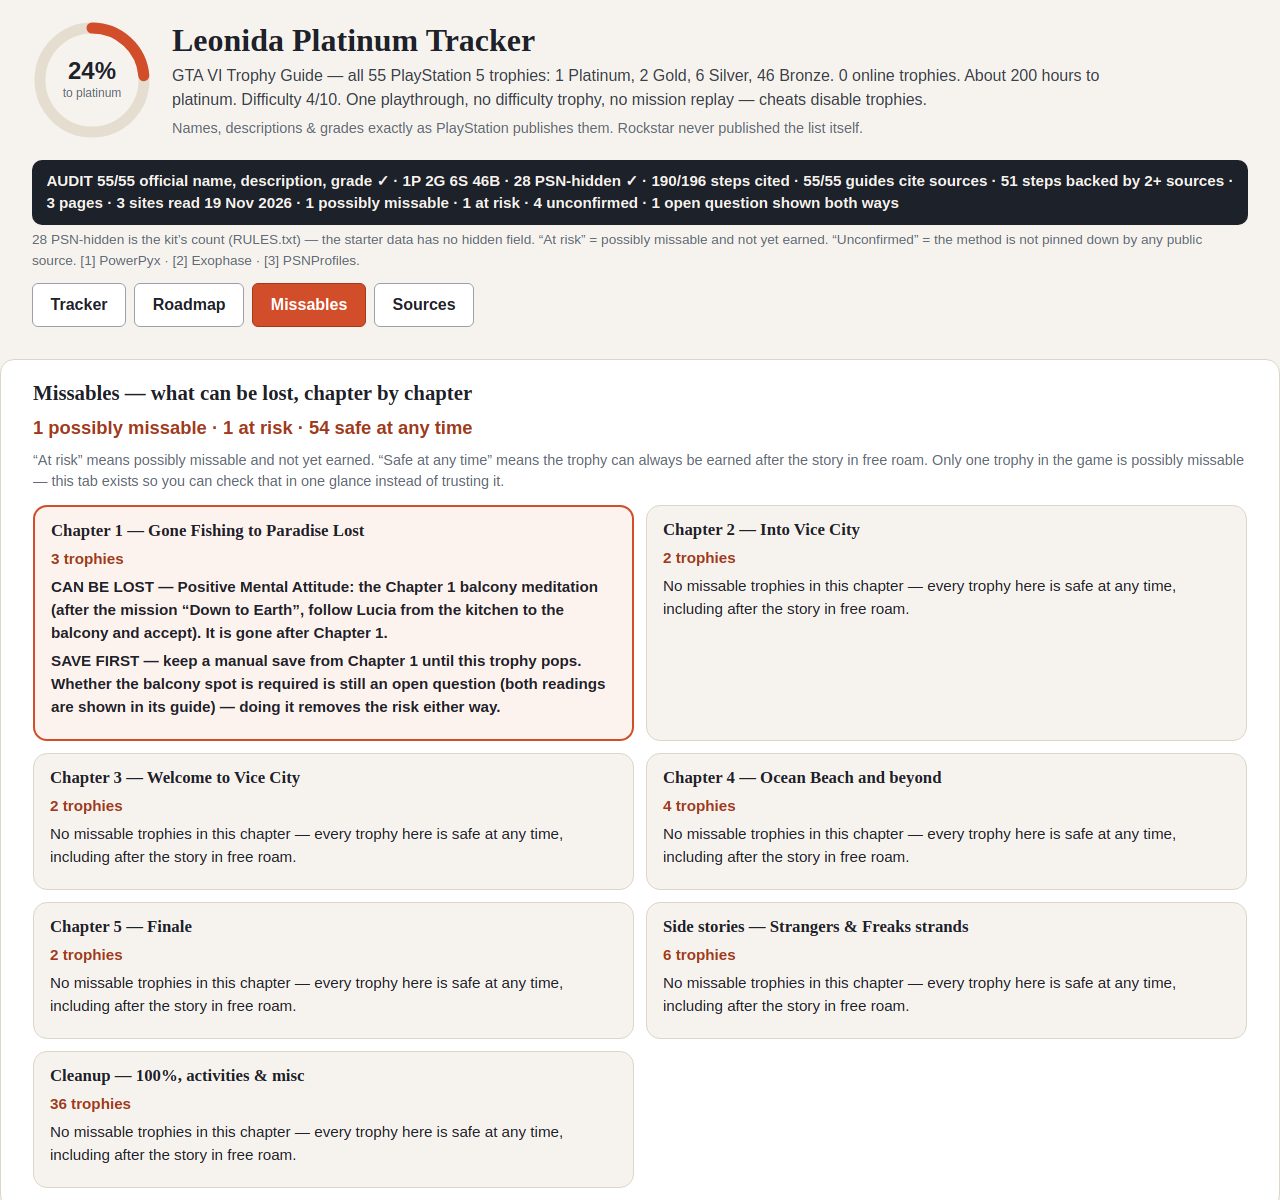 24%
to platinum
Leonida Platinum Tracker
GTA VI Trophy Guide — all 55 PlayStation 5 trophies: 1 Platinum, 2 Gold, 6 Silver, 46 Bronze. 0 online trophies. About 200 hours to
platinum. Difficulty 4/10. One playthrough, no difficulty trophy, no mission replay — cheats disable trophies.
Names, descriptions & grades exactly as PlayStation publishes them. Rockstar never published the list itself.
AUDIT 55/55 official name, description, grade ✓ · 1P 2G 6S 46B · 28 PSN-hidden ✓ · 190/196 steps cited · 55/55 guides cite sources · 51 steps backed by 2+ sources ·
3 pages · 3 sites read 19 Nov 2026 · 1 possibly missable · 1 at risk · 4 unconfirmed · 1 open question shown both ways
28 PSN-hidden is the kit’s count (RULES.txt) — the starter data has no hidden field. “At risk” = possibly missable and not yet earned. “Unconfirmed” = the method is not pinned down by any public
source. [1] PowerPyx · [2] Exophase · [3] PSNProfiles.
Tracker
Roadmap
Missables
Sources
Missables — what can be lost, chapter by chapter
1 possibly missable · 1 at risk · 54 safe at any time
“At risk” means possibly missable and not yet earned. “Safe at any time” means the trophy can always be earned after the story in free roam. Only one trophy in the game is possibly missable
— this tab exists so you can check that in one glance instead of trusting it.
Chapter 1 — Gone Fishing to Paradise Lost
3 trophies
CAN BE LOST — Positive Mental Attitude: the Chapter 1 balcony meditation
(after the mission “Down to Earth”, follow Lucia from the kitchen to the
balcony and accept). It is gone after Chapter 1.
SAVE FIRST — keep a manual save from Chapter 1 until this trophy pops.
Whether the balcony spot is required is still an open question (both readings
are shown in its guide) — doing it removes the risk either way.
Chapter 2 — Into Vice City
2 trophies
No missable trophies in this chapter — every trophy here is safe at any time,
including after the story in free roam.
Chapter 3 — Welcome to Vice City
2 trophies
No missable trophies in this chapter — every trophy here is safe at any time,
including after the story in free roam.
Chapter 4 — Ocean Beach and beyond
4 trophies
No missable trophies in this chapter — every trophy here is safe at any time,
including after the story in free roam.
Chapter 5 — Finale
2 trophies
No missable trophies in this chapter — every trophy here is safe at any time,
including after the story in free roam.
Side stories — Strangers & Freaks strands
6 trophies
No missable trophies in this chapter — every trophy here is safe at any time,
including after the story in free roam.
Cleanup — 100%, activities & misc
36 trophies
No missable trophies in this chapter — every trophy here is safe at any time,
including after the story in free roam.